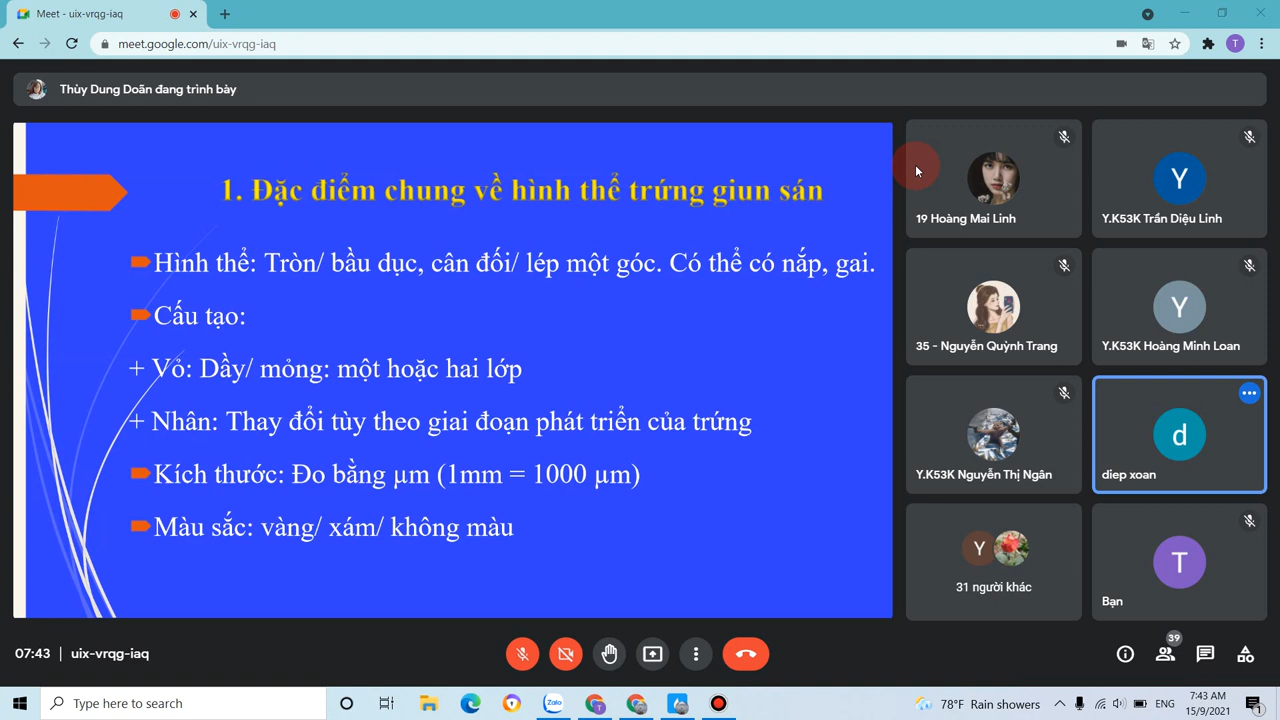 Meet - uix-vrqg-iaq
meet.google.com/uix-vrqg-iaq
T
Thùy Dung Doãn đang trình bày
1. Đặc điểm chung về hình thể trứng giun sán
Hình thể: Tròn/ bầu dục, cân đối/ lép một góc. Có thể có nắp, gai.
Cấu tạo:
+ Vỏ: Dầy/ mỏng: một hoặc hai lớp
+ Nhân: Thay đổi tùy theo giai đoạn phát triển của trứng
Kích thước: Đo bằng µm (1mm = 1000 µm)
Màu sắc: vàng/ xám/ không màu
19 Hoàng Mai Linh
Y
Y.K53K Trần Diệu Linh
35 - Nguyễn Quỳnh Trang
Y
Y.K53K Hoàng Minh Loan
Y.K53K Nguyễn Thị Ngân
d
diep xoan
Y
31 người khác
T
Bạn
07:43 | uix-vrqg-iaq
39
Type here to search
Zalo
T
78°F Rain showers
ENG
7:43 AM
15/9/2021
1